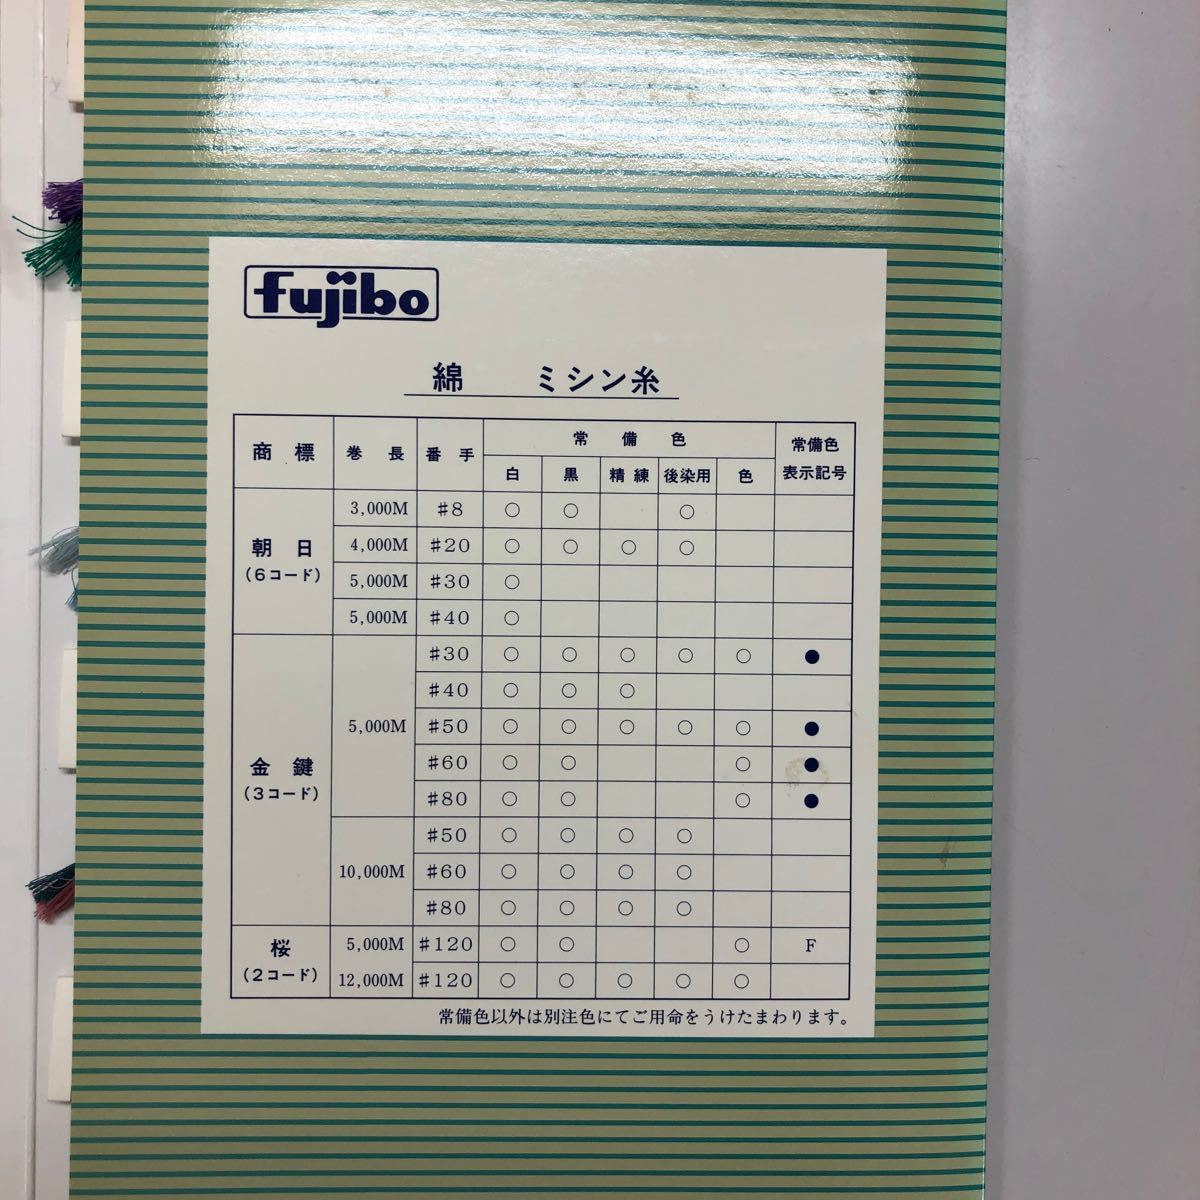 fujibo
綿 ミシン糸
商標 巻長 番手 常備色 常備色表示記号
白 黒 精練 後染用 色
朝日 (6コード) 3,000M #8 ○ ○ ○
4,000M #20 ○ ○ ○ ○
5,000M #30 ○
5,000M #40 ○
金鍵 (3コード) 5,000M #30 ○ ○ ○ ○ ○ ●
#40 ○ ○ ○
#50 ○ ○ ○ ○ ○ ●
#60 ○ ○ ○ ●
#80 ○ ○ ○ ●
10,000M #50 ○ ○ ○ ○
#60 ○ ○ ○ ○
#80 ○ ○ ○ ○
桜 (2コード) 5,000M #120 ○ ○ ○ F
12,000M #120 ○ ○ ○ ○ ○
常備色以外は別注色にてご用命をうけたまわります。